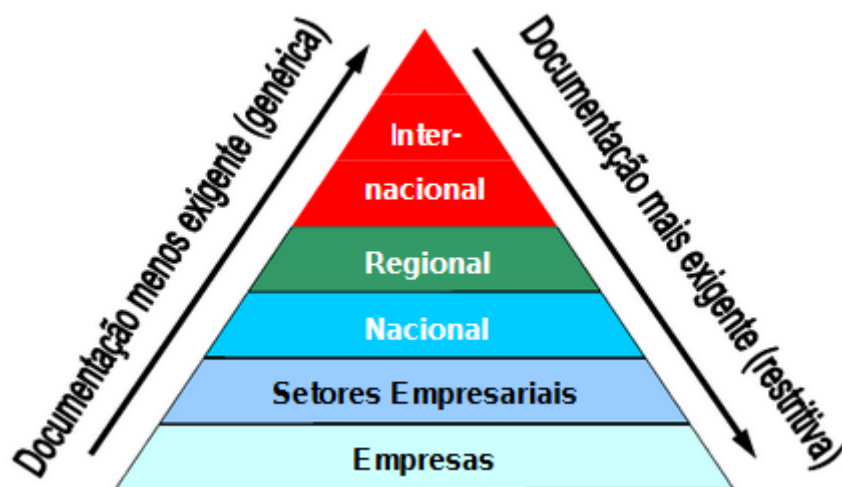 Documentação menos exigente (genérica)
Documentação mais exigente (restritiva)
Inter-
nacional
Regional
Nacional
Setores Empresariais
Empresas